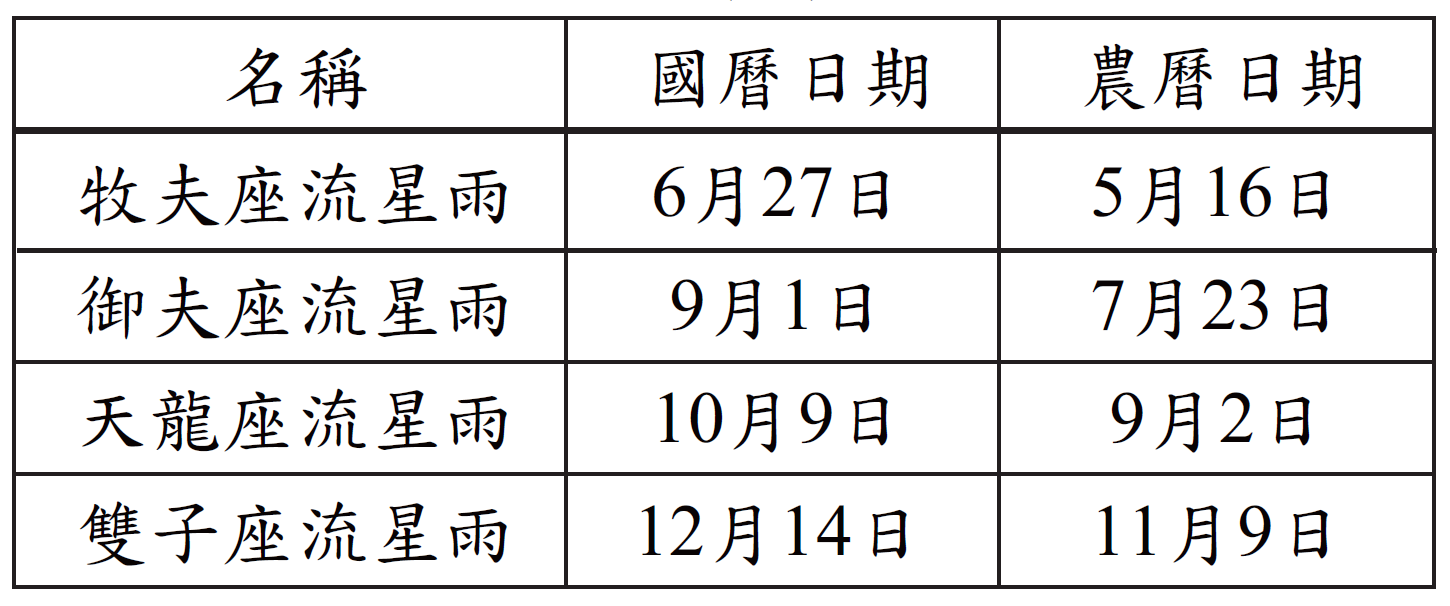 名稱 國曆日期 農曆日期
牧夫座流星雨 6月27日 5月16日
御夫座流星雨 9月1日 7月23日
天龍座流星雨 10月9日 9月2日
雙子座流星雨 12月14日 11月9日